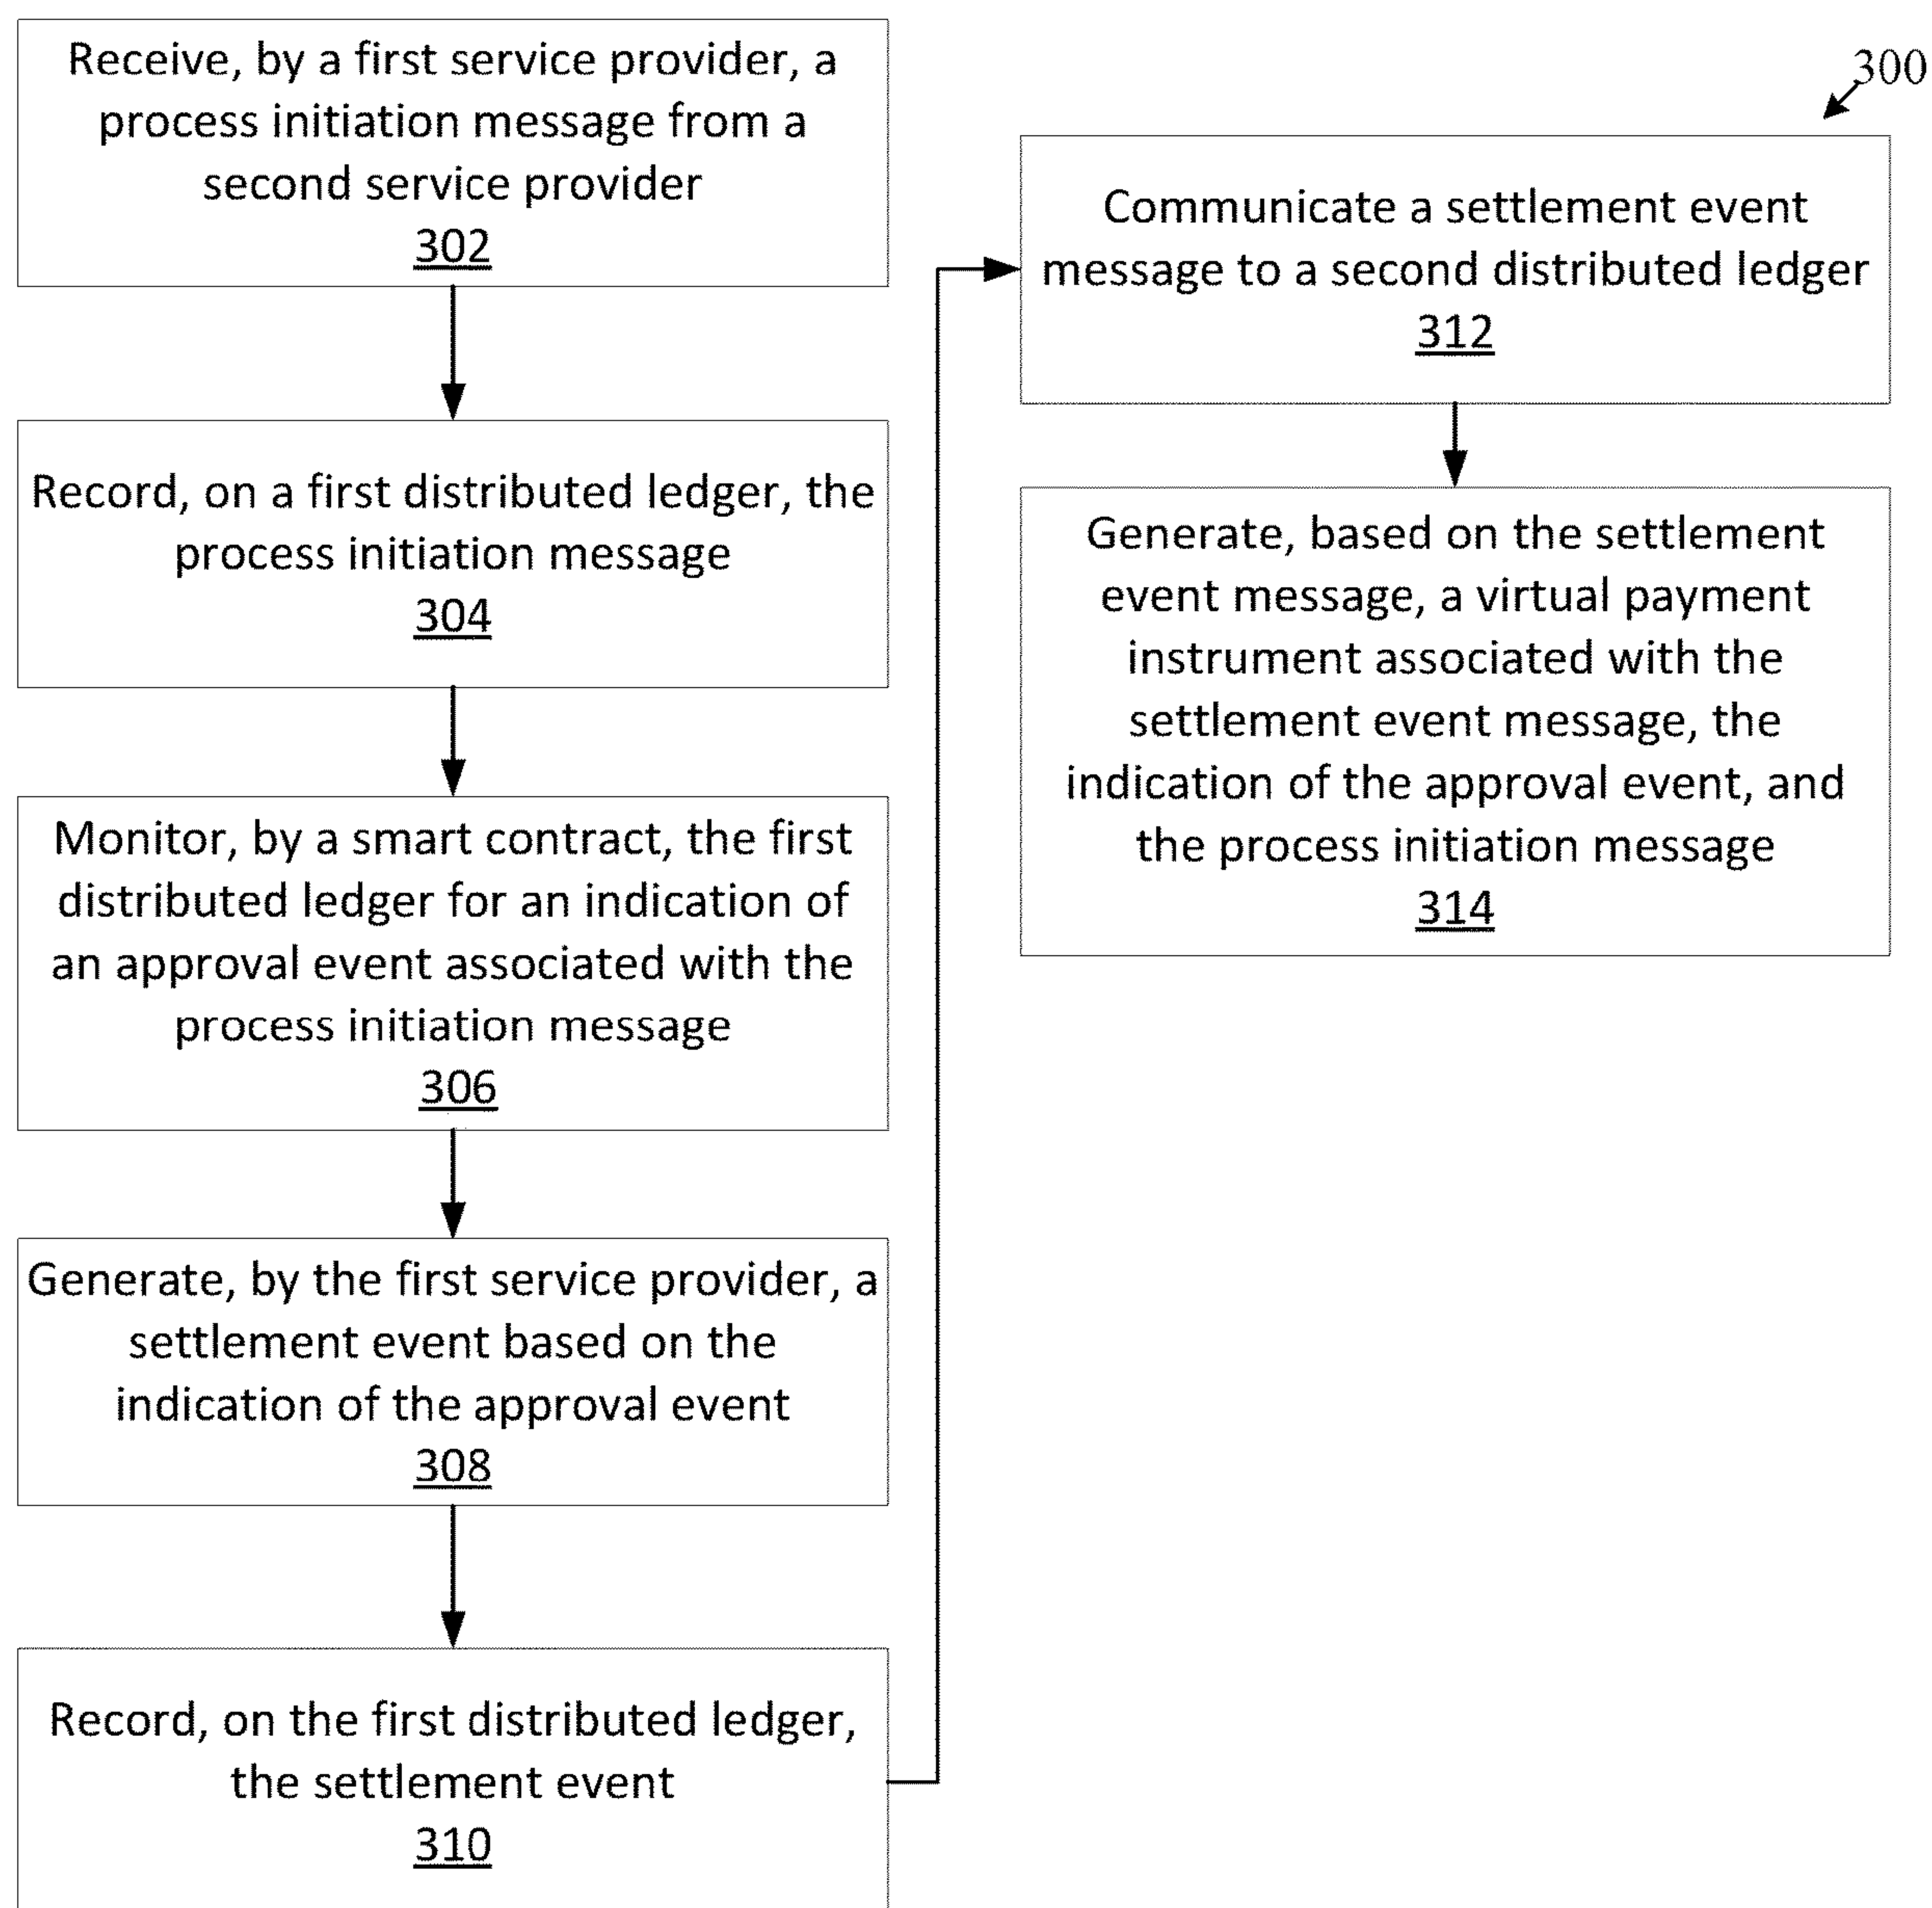 Receive, by a first service provider, a
process initiation message from a
second service provider
302
Record, on a first distributed ledger, the
process initiation message
304
Monitor, by a smart contract, the first
distributed ledger for an indication of
an approval event associated with the
process initiation message
306
Generate, by the first service provider, a
settlement event based on the
indication of the approval event
308
Record, on the first distributed ledger,
the settlement event
310
300
Communicate a settlement event
message to a second distributed ledger
312
Generate, based on the settlement
event message, a virtual payment
instrument associated with the
settlement event message, the
indication of the approval event, and
the process initiation message
314